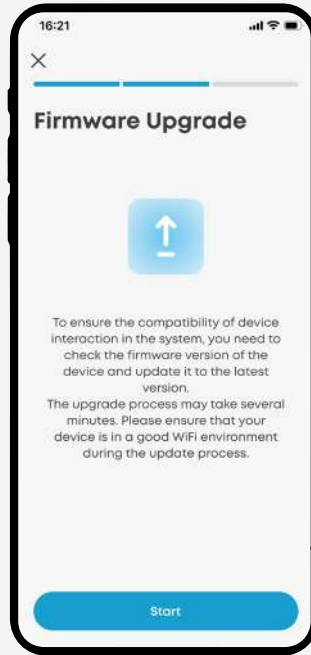 16:21
Firmware Upgrade
To ensure the compatibility of device
interaction in the system, you need to
check the firmware version of the
device and update it to the latest
version.
The upgrade process may take several
minutes. Please ensure that your
device is in a good WiFi environment
during the update process.
Start